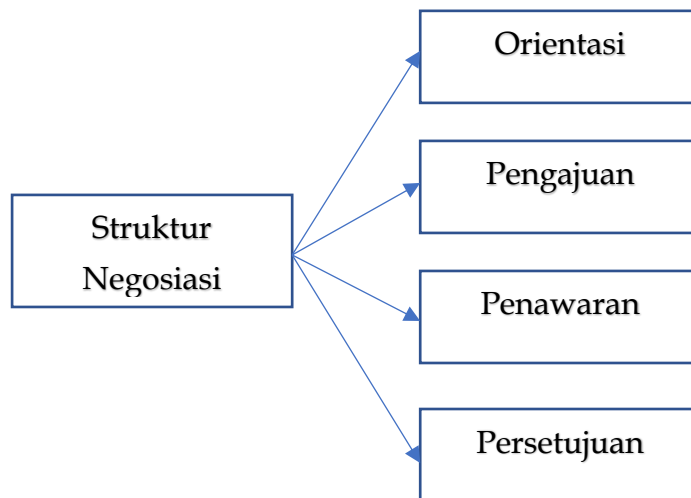 Orientasi
Pengajuan
Struktur
Negosiasi
Penawaran
Persetujuan